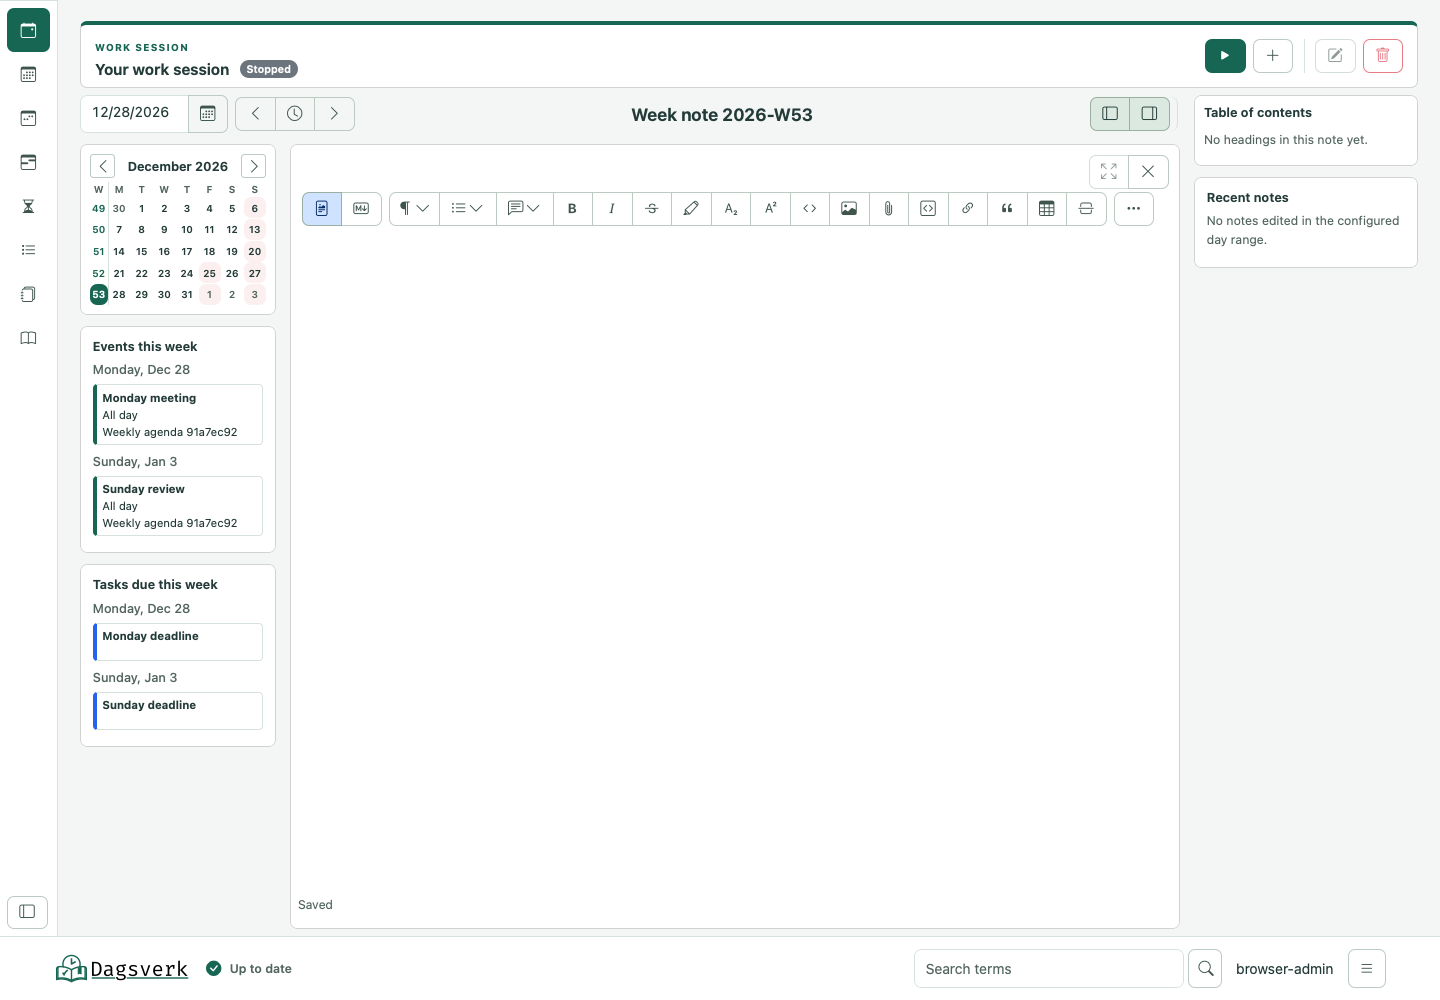 WORK SESSION
Your work session Stopped
12/28/2026
Week note 2026-W53
December 2026
W M T W T F S S
49 30 1 2 3 4 5 6
50 7 8 9 10 11 12 13
51 14 15 16 17 18 19 20
52 21 22 23 24 25 26 27
53 28 29 30 31 1 2 3
Events this week
Monday, Dec 28
Monday meeting
All day
Weekly agenda 91a7ec92
Sunday, Jan 3
Sunday review
All day
Weekly agenda 91a7ec92
Tasks due this week
Monday, Dec 28
Monday deadline
Sunday, Jan 3
Sunday deadline
B I S A₂ A²
Saved
Table of contents
No headings in this note yet.
Recent notes
No notes edited in the configured
day range.
Dagsverk
Up to date
Search terms
browser-admin